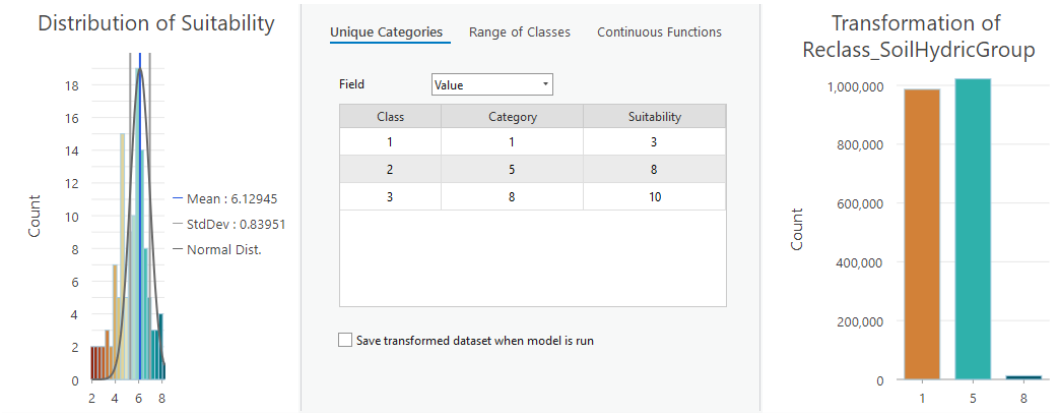 Distribution of Suitability
Count
18
16
14
12
10
8
6
4
2
0
2 4 6 8
Mean : 6.12945
StdDev : 0.83951
Normal Dist.
Unique Categories Range of Classes Continuous Functions
Field Value
Class Category Suitability
1 1 3
2 5 8
3 8 10
Save transformed dataset when model is run
Transformation of
Reclass_SoilHydricGroup
Count
1,000,000
800,000
600,000
400,000
200,000
0
1 5 8